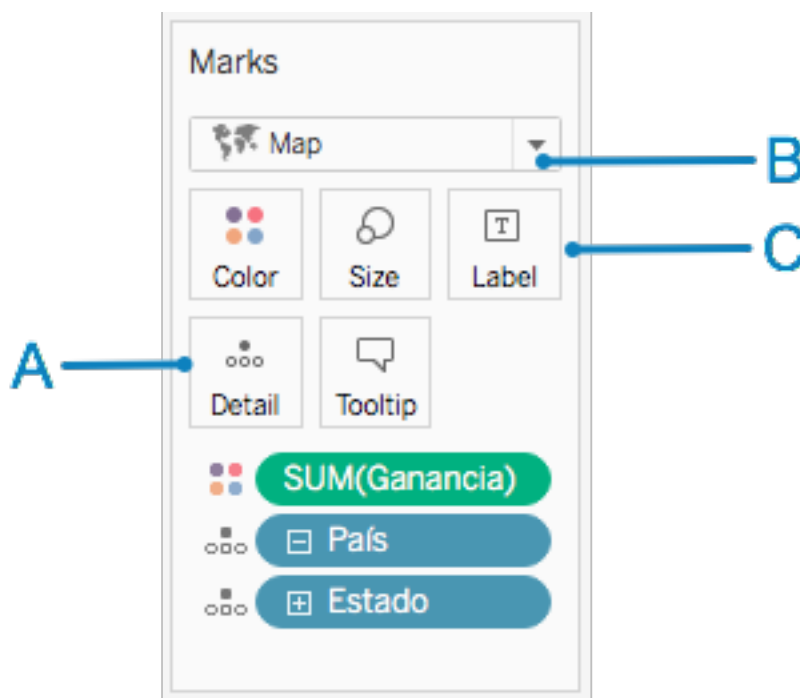 Marks
Map
B
Color Size Label
C
A
Detail Tooltip
SUM(Ganancia)
País
Estado